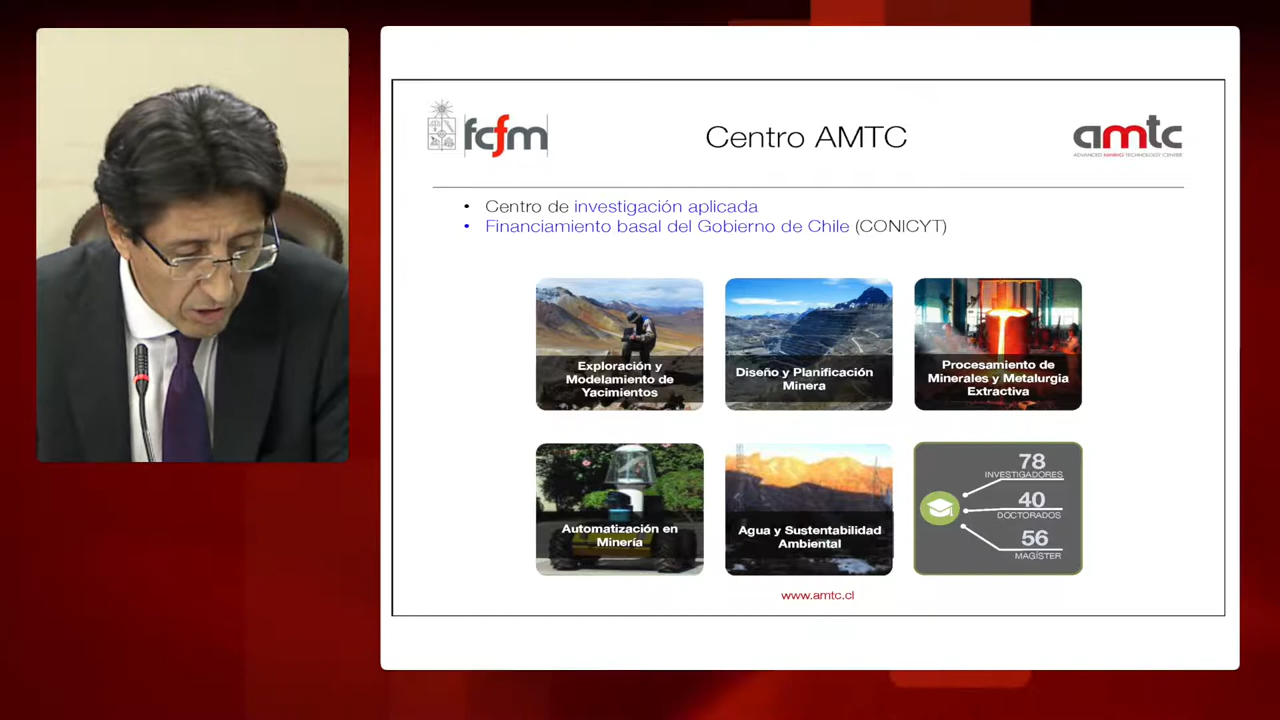 fcfm
Centro AMTC
amtc
ADVANCED MINING TECHNOLOGY CENTER
• Centro de investigación aplicada
• Financiamiento basal del Gobierno de Chile (CONICYT)
Exploración y
Modelamiento de
Yacimientos
Diseño y Planificación
Minera
Procesamiento de
Minerales y Metalurgia
Extractiva
Automatización en
Minería
Agua y Sustentabilidad
Ambiental
78
INVESTIGADORES
40
DOCTORADOS
56
MAGÍSTER
www.amtc.cl